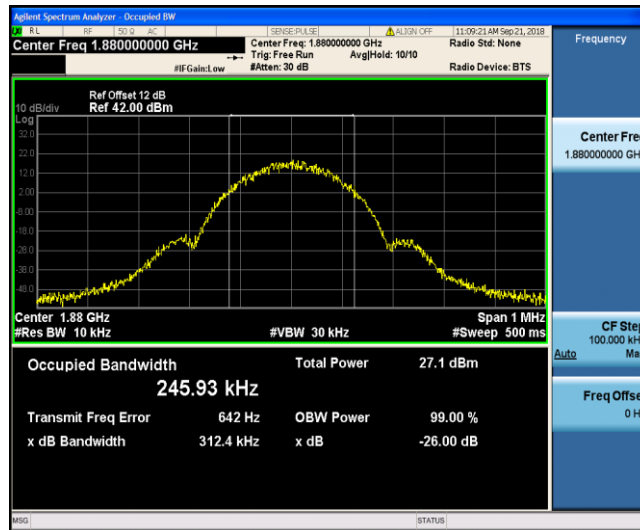 Agilent Spectrum Analyzer - Occupied BW
RL RF 50 Ω AC SENSE:PULSE ALIGN OFF 11:09:21 AM Sep 21, 2018
Center Freq 1.880000000 GHz
Center Freq: 1.880000000 GHz
Radio Std: None
Trig: Free Run Avg|Hold: 10/10
#IFGain:Low #Atten: 30 dB
Radio Device: BTS
Frequency
Ref Offset 12 dB
10 dB/div Ref 42.00 dBm
Log
32.0
22.0
12.0
2.00
-8.00
-18.0
-28.0
-38.0
-48.0
Center 1.88 GHz Span 1 MHz
#Res BW 10 kHz #VBW 30 kHz #Sweep 500 ms
Occupied Bandwidth Total Power 27.1 dBm
245.93 kHz
Transmit Freq Error 642 Hz OBW Power 99.00 %
x dB Bandwidth 312.4 kHz x dB -26.00 dB
Center Fre
1.880000000 GH
CF Step
100.000 kH
Auto Ma
Freq Offse
0 H
MSG STATUS